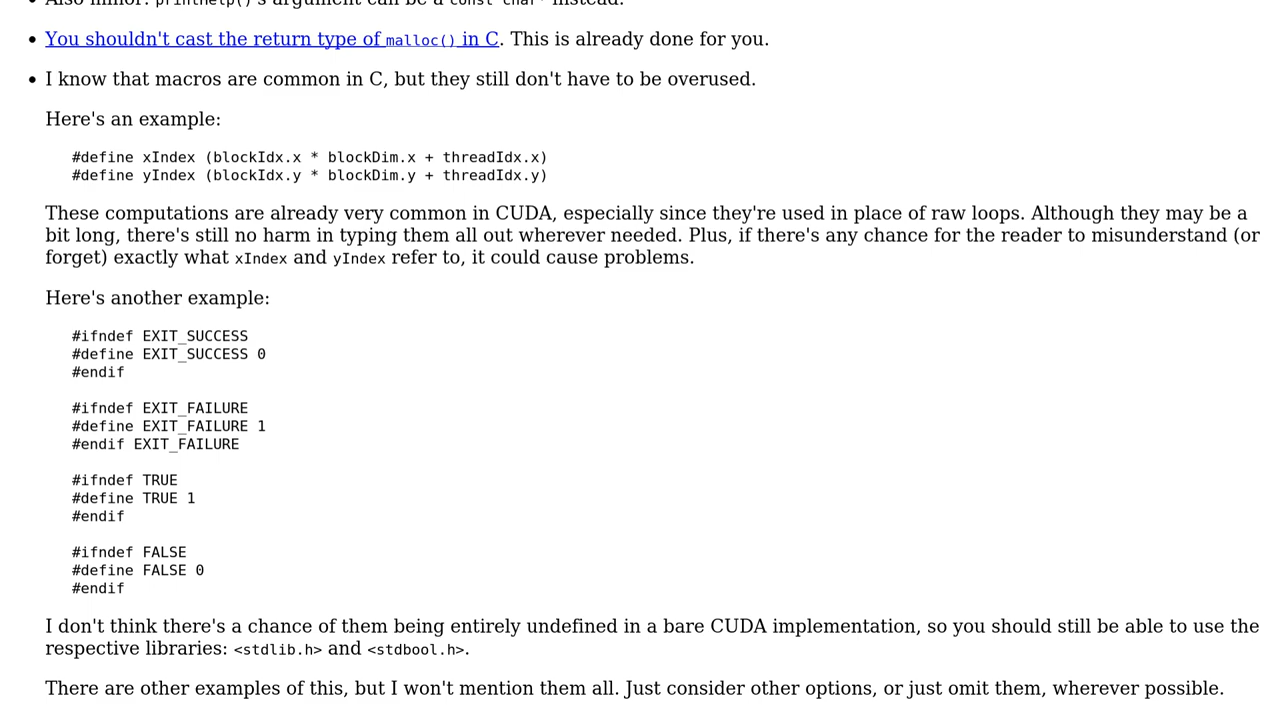 • Also minor: printhelp()'s argument can be a const char* instead.
• You shouldn't cast the return type of malloc() in C. This is already done for you.
• I know that macros are common in C, but they still don't have to be overused.
Here's an example:
#define xIndex (blockIdx.x * blockDim.x + threadIdx.x)
#define yIndex (blockIdx.y * blockDim.y + threadIdx.y)
These computations are already very common in CUDA, especially since they're used in place of raw loops. Although they may be a
bit long, there's still no harm in typing them all out wherever needed. Plus, if there's any chance for the reader to misunderstand (or
forget) exactly what xIndex and yIndex refer to, it could cause problems.
Here's another example:
#ifndef EXIT_SUCCESS
#define EXIT_SUCCESS 0
#endif
#ifndef EXIT_FAILURE
#define EXIT_FAILURE 1
#endif EXIT_FAILURE
#ifndef TRUE
#define TRUE 1
#endif
#ifndef FALSE
#define FALSE 0
#endif
I don't think there's a chance of them being entirely undefined in a bare CUDA implementation, so you should still be able to use the
respective libraries: <stdlib.h> and <stdbool.h>.
There are other examples of this, but I won't mention them all. Just consider other options, or just omit them, wherever possible.